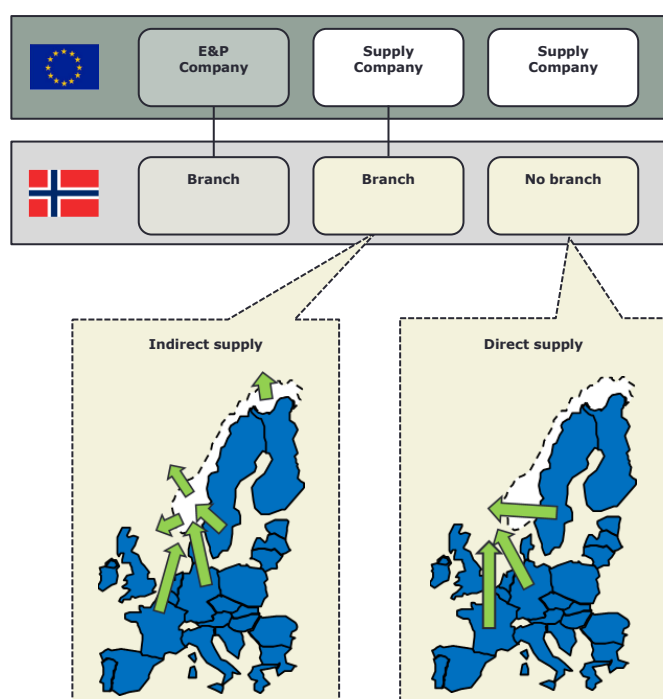 E&P
Company
Supply
Company
Supply
Company
Branch
Branch
No branch
Indirect supply
Direct supply